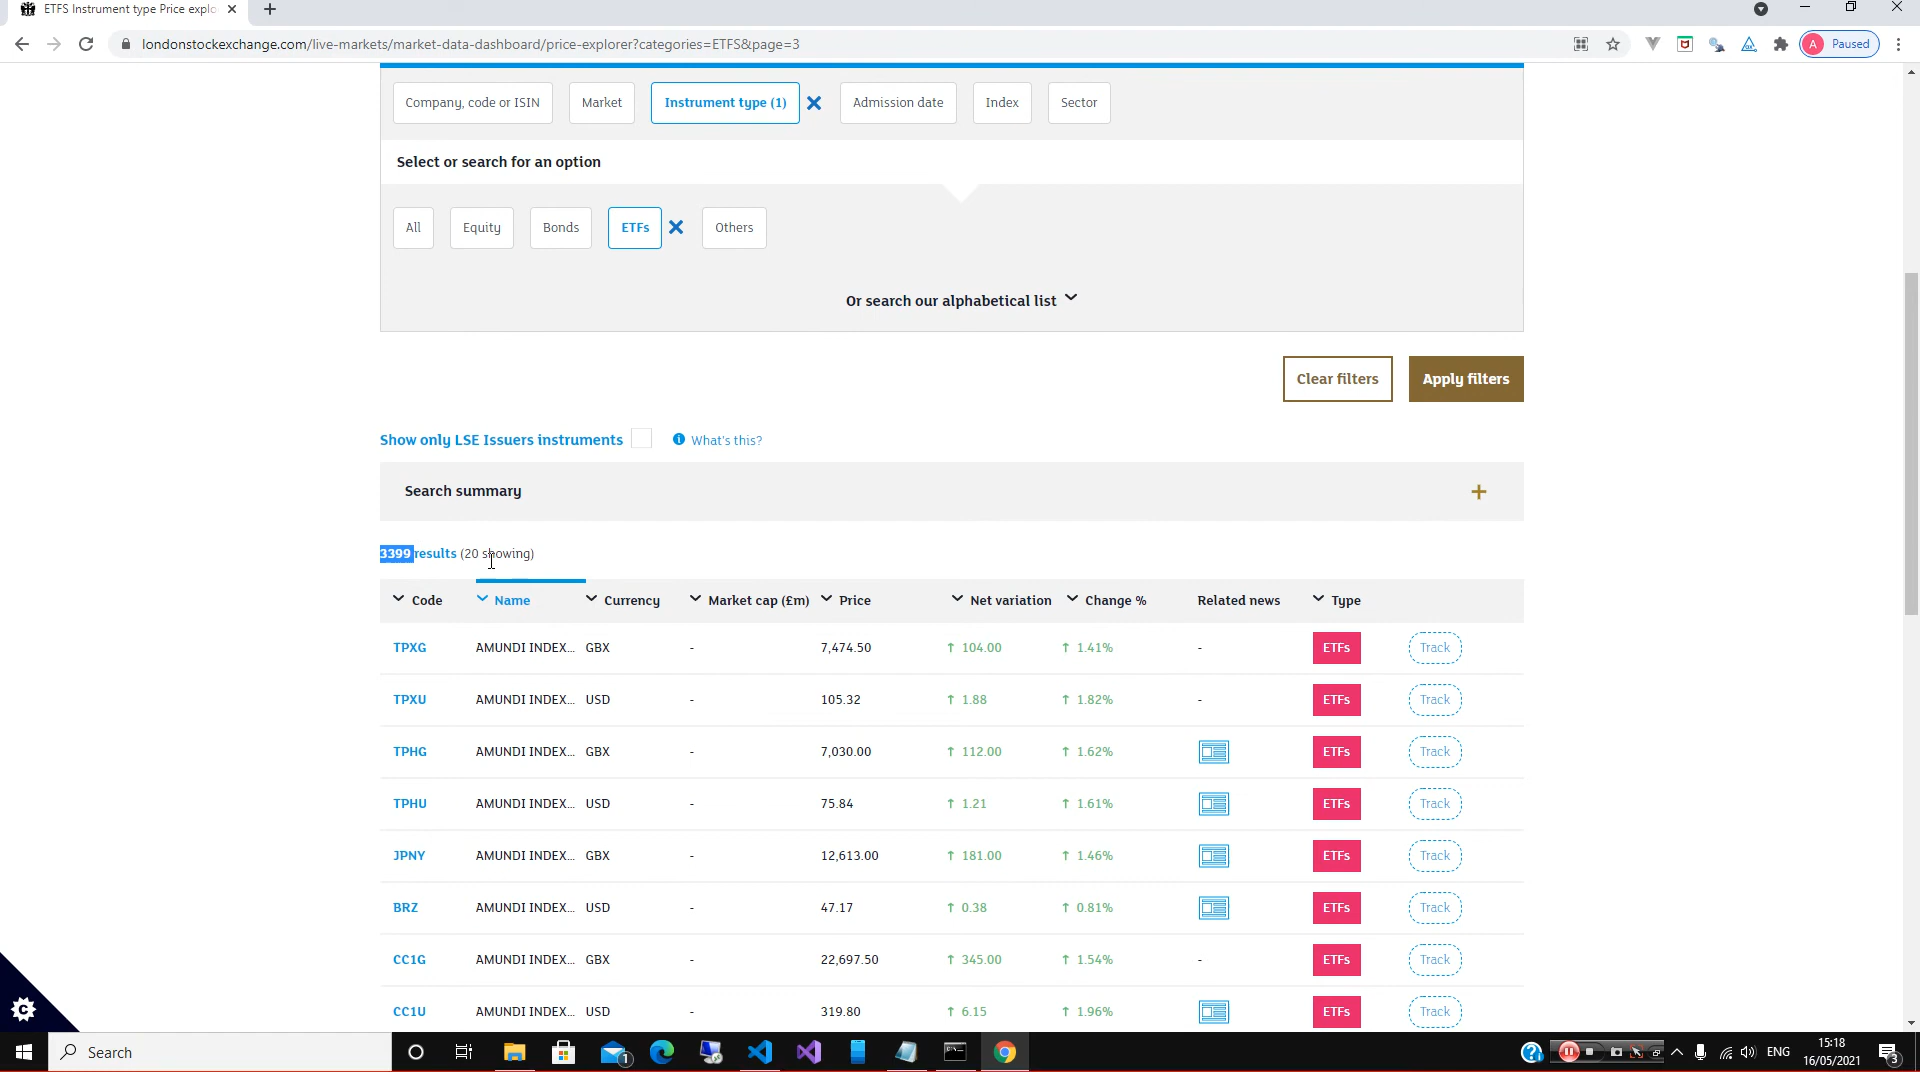 ETFS Instrument type Price explo
londonstockexchange.com/live-markets/market-data-dashboard/price-explorer?categories=ETFS&page=3
A Paused
Company, code or ISIN Market Instrument type (1) Admission date Index Sector
Select or search for an option
All Equity Bonds ETFs Others
Or search our alphabetical list
Clear filters Apply filters
Show only LSE Issuers instruments What's this?
Search summary
3399 results (20 showing)
Code Name Currency Market cap (£m) Price Net variation Change % Related news Type
TPXG AMUNDI INDEX... GBX - 7,474.50 ↑ 104.00 ↑ 1.41% - ETFs Track
TPXU AMUNDI INDEX... USD - 105.32 ↑ 1.88 ↑ 1.82% - ETFs Track
TPHG AMUNDI INDEX... GBX - 7,030.00 ↑ 112.00 ↑ 1.62% ETFs Track
TPHU AMUNDI INDEX... USD - 75.84 ↑ 1.21 ↑ 1.61% ETFs Track
JPNY AMUNDI INDEX... GBX - 12,613.00 ↑ 181.00 ↑ 1.46% ETFs Track
BRZ AMUNDI INDEX... USD - 47.17 ↑ 0.38 ↑ 0.81% ETFs Track
CC1G AMUNDI INDEX... GBX - 22,697.50 ↑ 345.00 ↑ 1.54% - ETFs Track
CC1U AMUNDI INDEX... USD - 319.80 ↑ 6.15 ↑ 1.96% ETFs Track
Search 1 ENG 15:18 3
16/05/2021